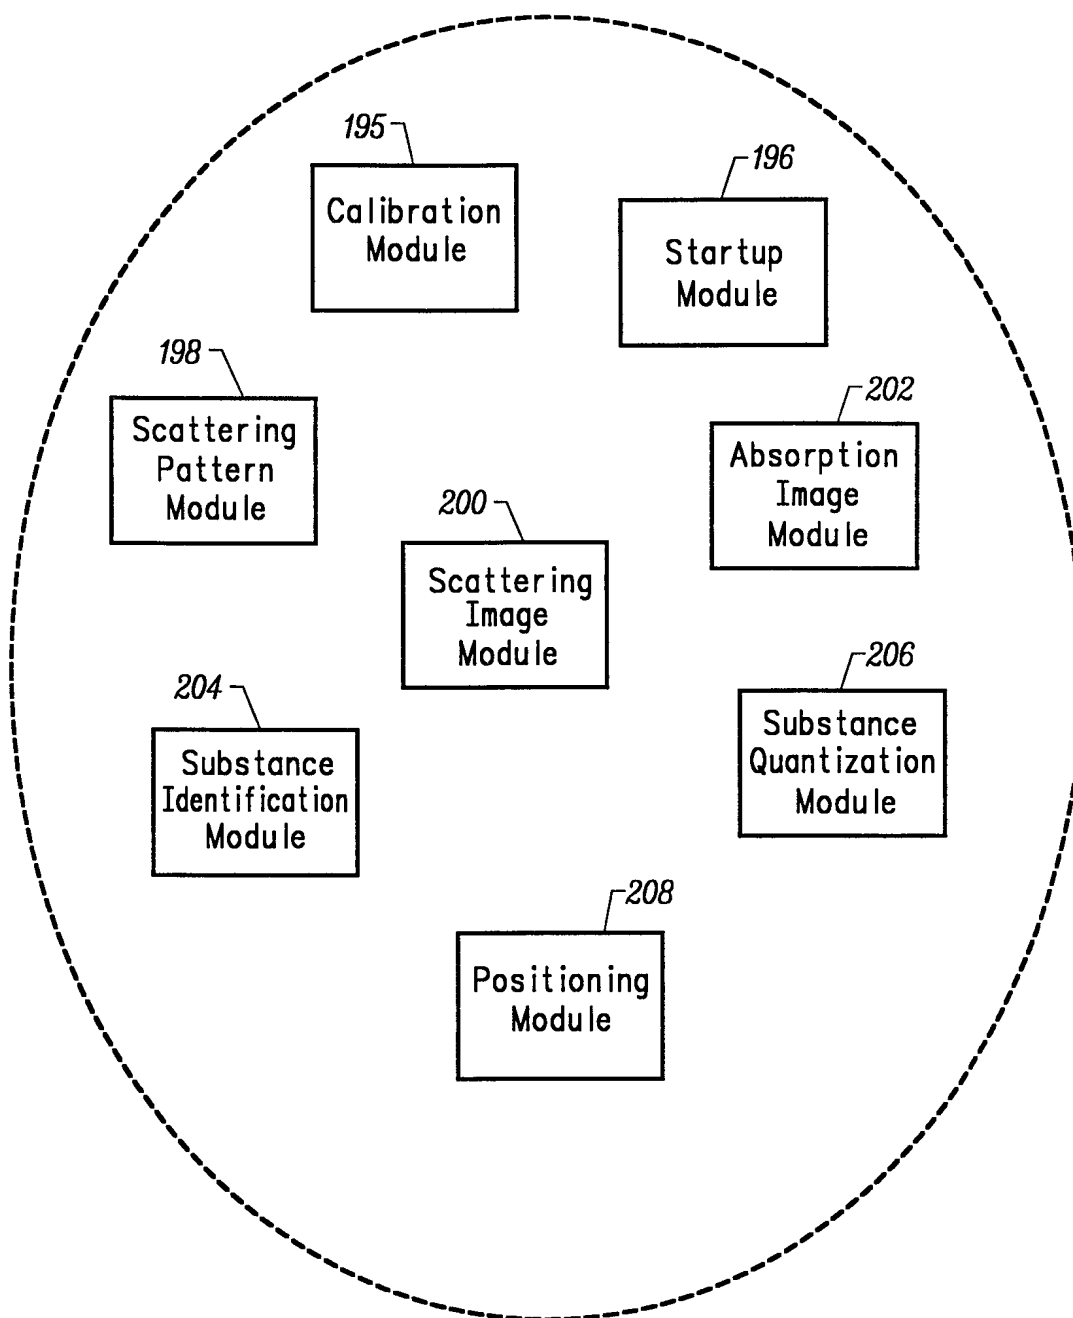 195
Calibration
Module
196
Startup
Module
198
Scattering
Pattern
Module
202
Absorption
Image
Module
200
Scattering
Image
Module
204
Substance
Identification
Module
206
Substance
Quantization
Module
208
Positioning
Module